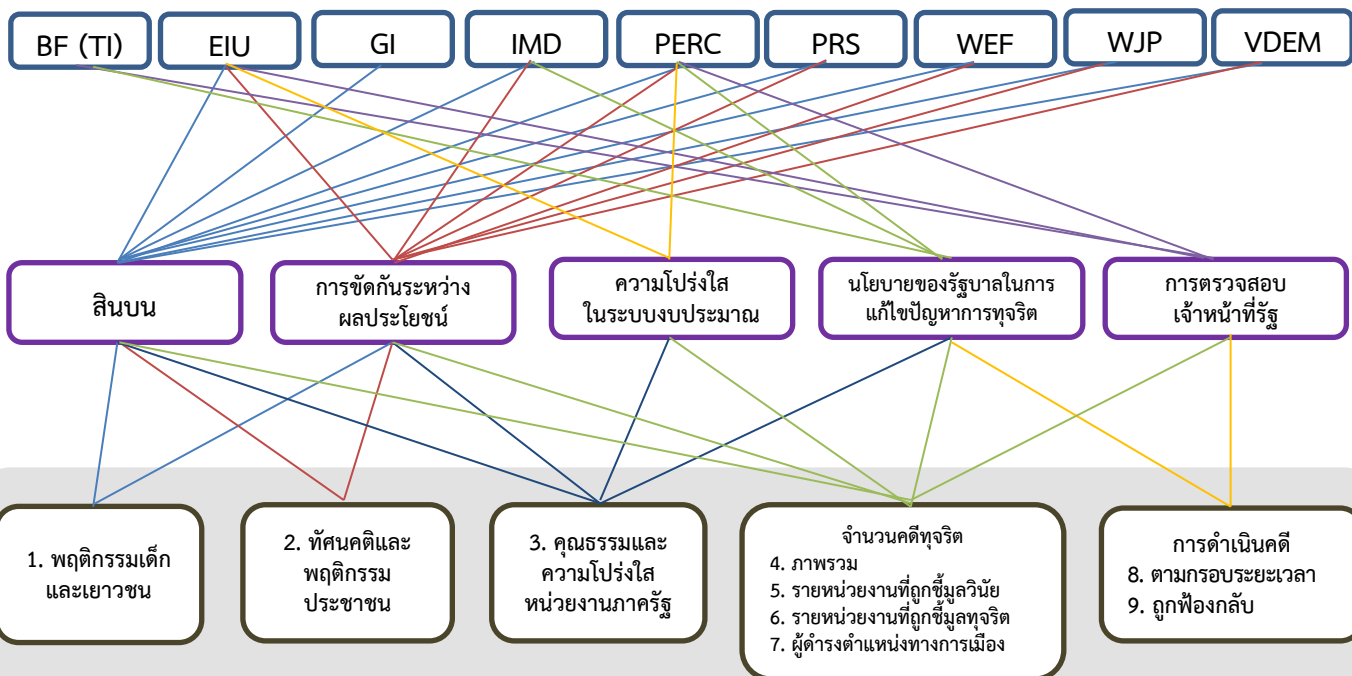 BF (TI)
EIU
GI
IMD
PERC
PRS
WEF
WJP
VDEM
สินบน
การขัดกันระหว่าง
ผลประโยชน์
ความโปร่งใส
ในระบบงบประมาณ
นโยบายของรัฐบาลในการ
แก้ไขปัญหาการทุจริต
การตรวจสอบ
เจ้าหน้าที่รัฐ
1. พฤติกรรมเด็ก
และเยาวชน
2. ทัศนคติและ
พฤติกรรม
ประชาชน
3. คุณธรรมและ
ความโปร่งใส
หน่วยงานภาครัฐ
จำนวนคดีทุจริต
4. ภาพรวม
5. รายหน่วยงานที่ถูกชี้มูลวินัย
6. รายหน่วยงานที่ถูกชี้มูลทุจริต
7. ผู้ดำรงตำแหน่งทางการเมือง
การดำเนินคดี
8. ตามกรอบระยะเวลา
9. ถูกฟ้องกลับ